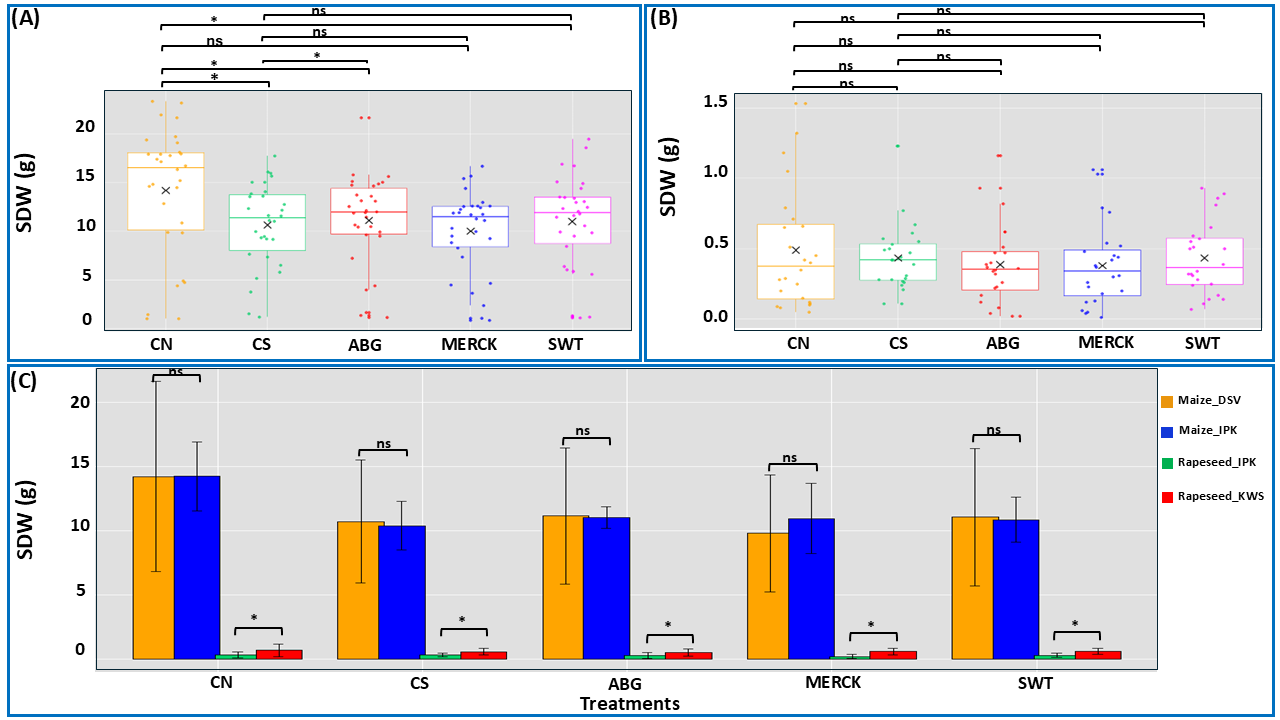 (A)
ns
*
ns
ns
*
*
*
20
15
10
5
0
SDW (g)
CN CS ABG MERCK SWT
(B)
ns
ns
ns
ns
ns
ns
ns
1.5
1.0
0.5
0.0
SDW (g)
CN CS ABG MERCK SWT
(C)
ns
ns
ns
ns
ns
20
15
10
5
0
SDW (g)
* * * * *
CN CS ABG MERCK SWT
Treatments
Maize_DSV
Maize_IPK
Rapeseed_IPK
Rapeseed_KWS